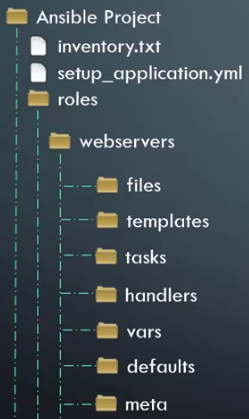 Ansible Project
inventory.txt
setup_application.yml
roles
webservers
files
templates
tasks
handlers
vars
defaults
meta